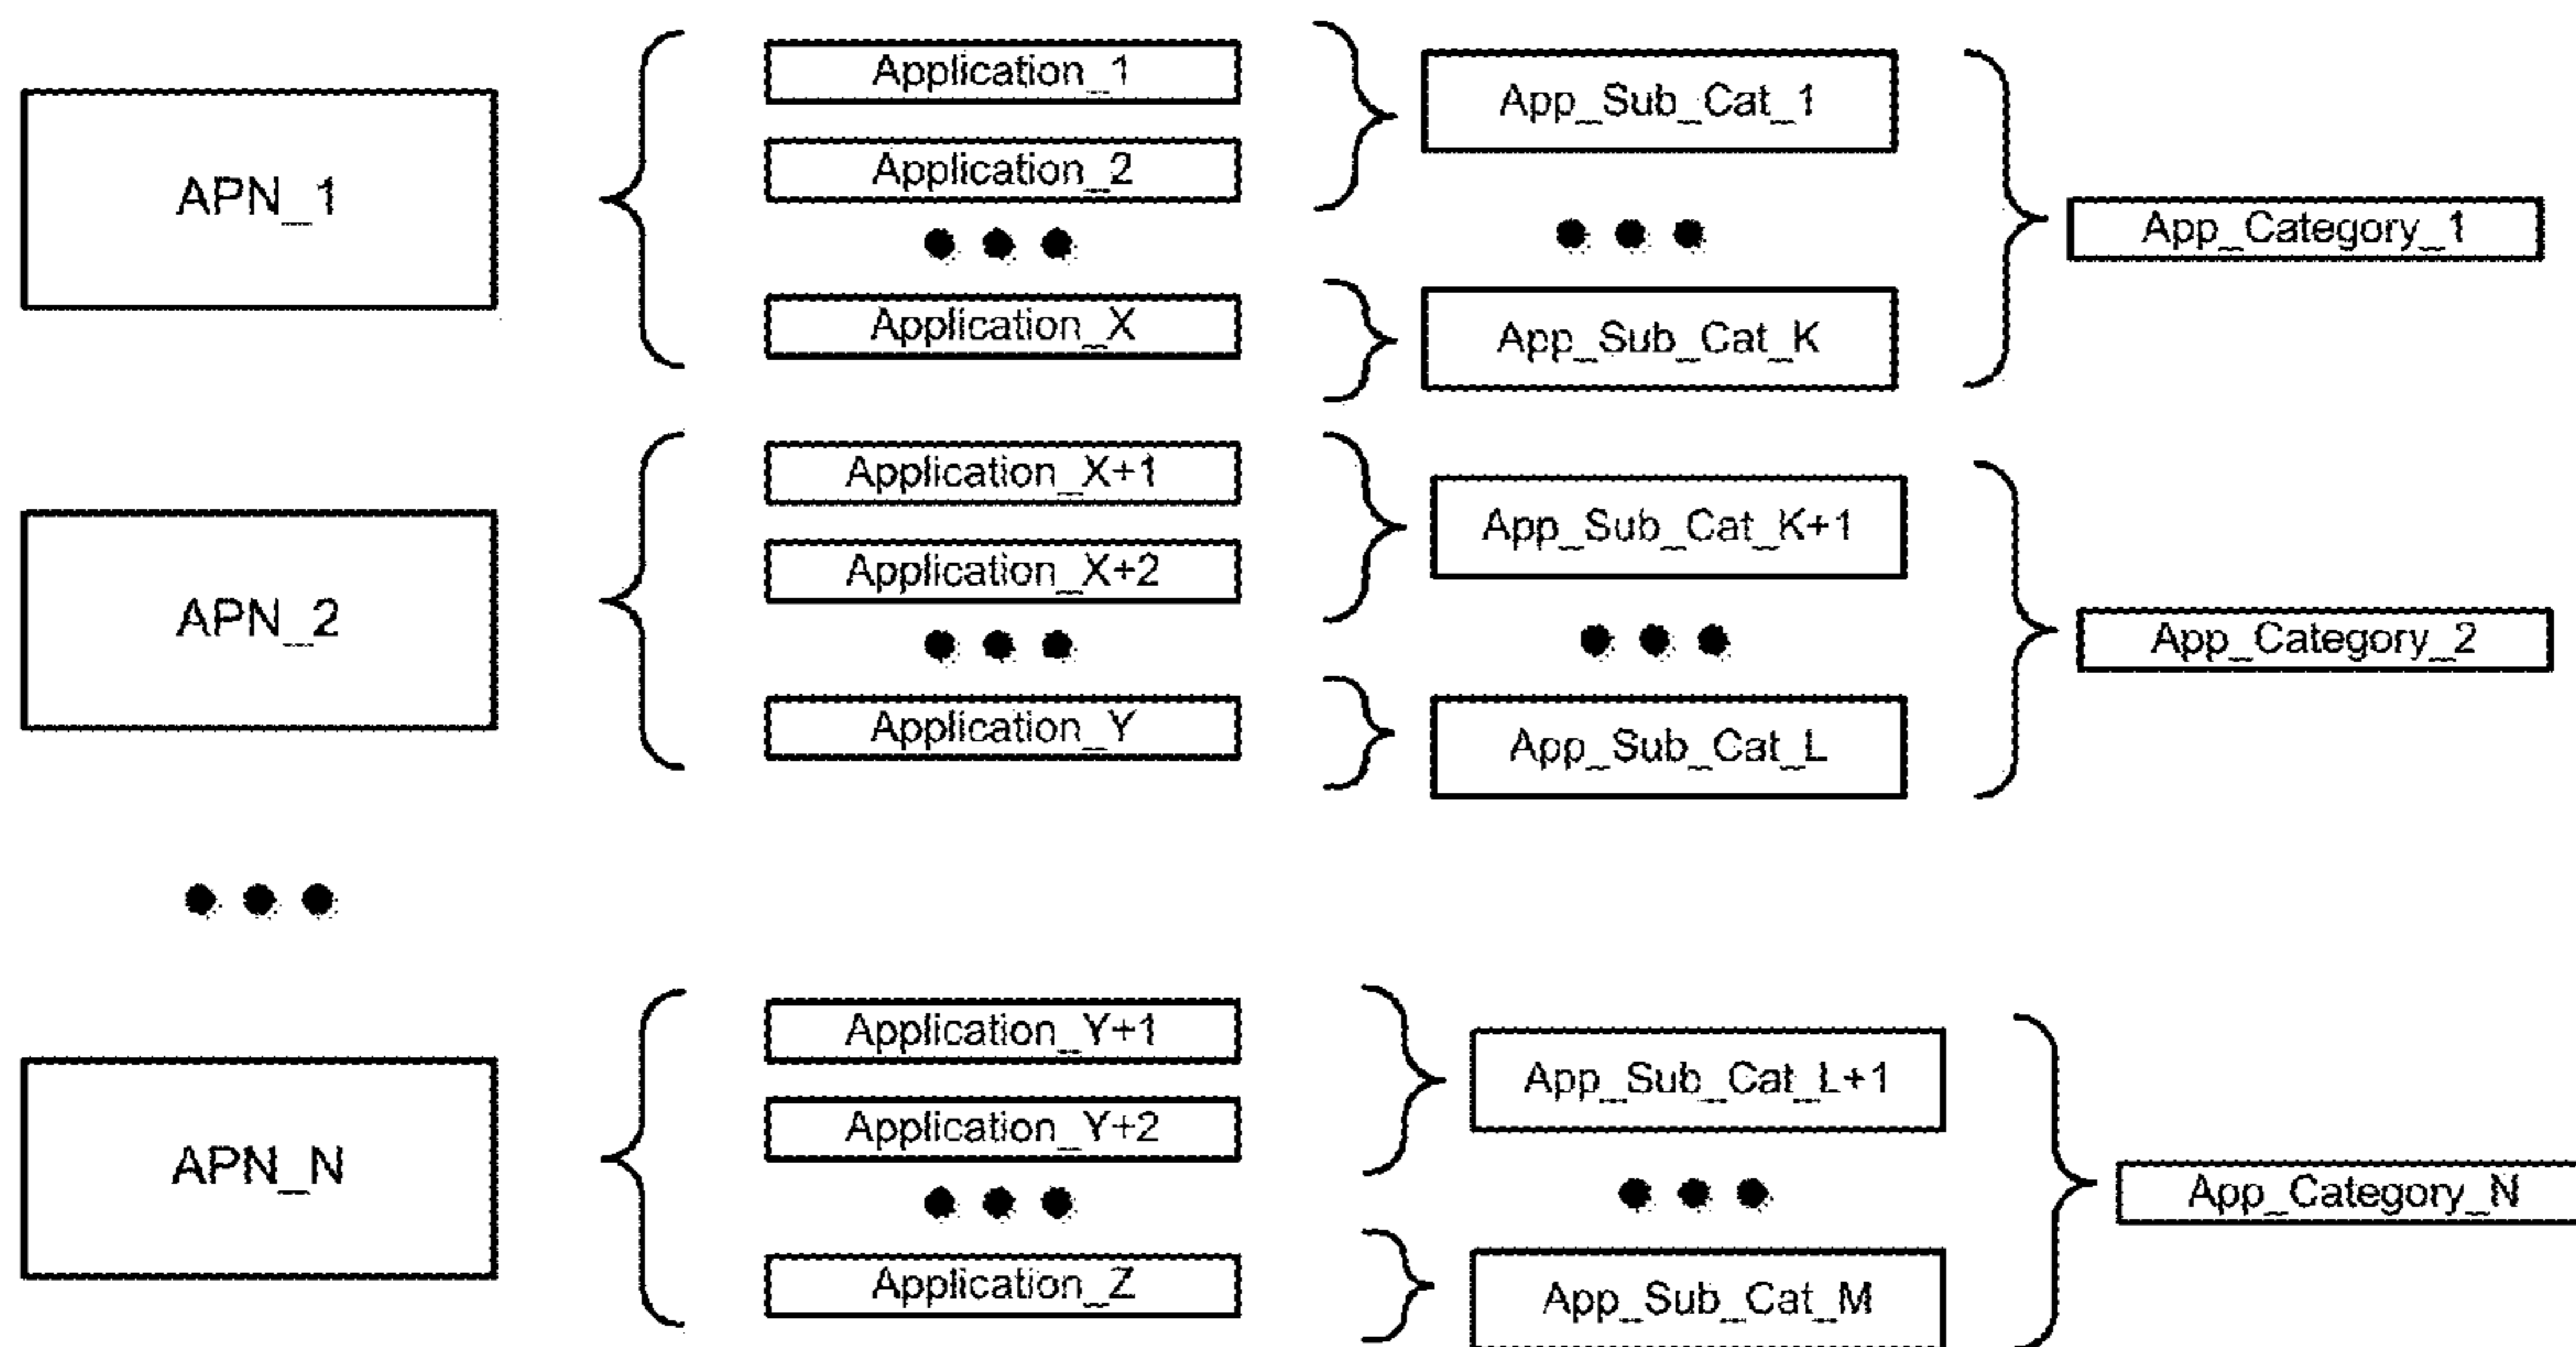 APN_1
Application_1
Application_2
Application_X
App_Sub_Cat_1
App_Sub_Cat_K
App_Category_1
APN_2
Application_X+1
Application_X+2
Application_Y
App_Sub_Cat_K+1
App_Sub_Cat_L
App_Category_2
APN_N
Application_Y+1
Application_Y+2
Application_Z
App_Sub_Cat_L+1
App_Sub_Cat_M
App_Category_N